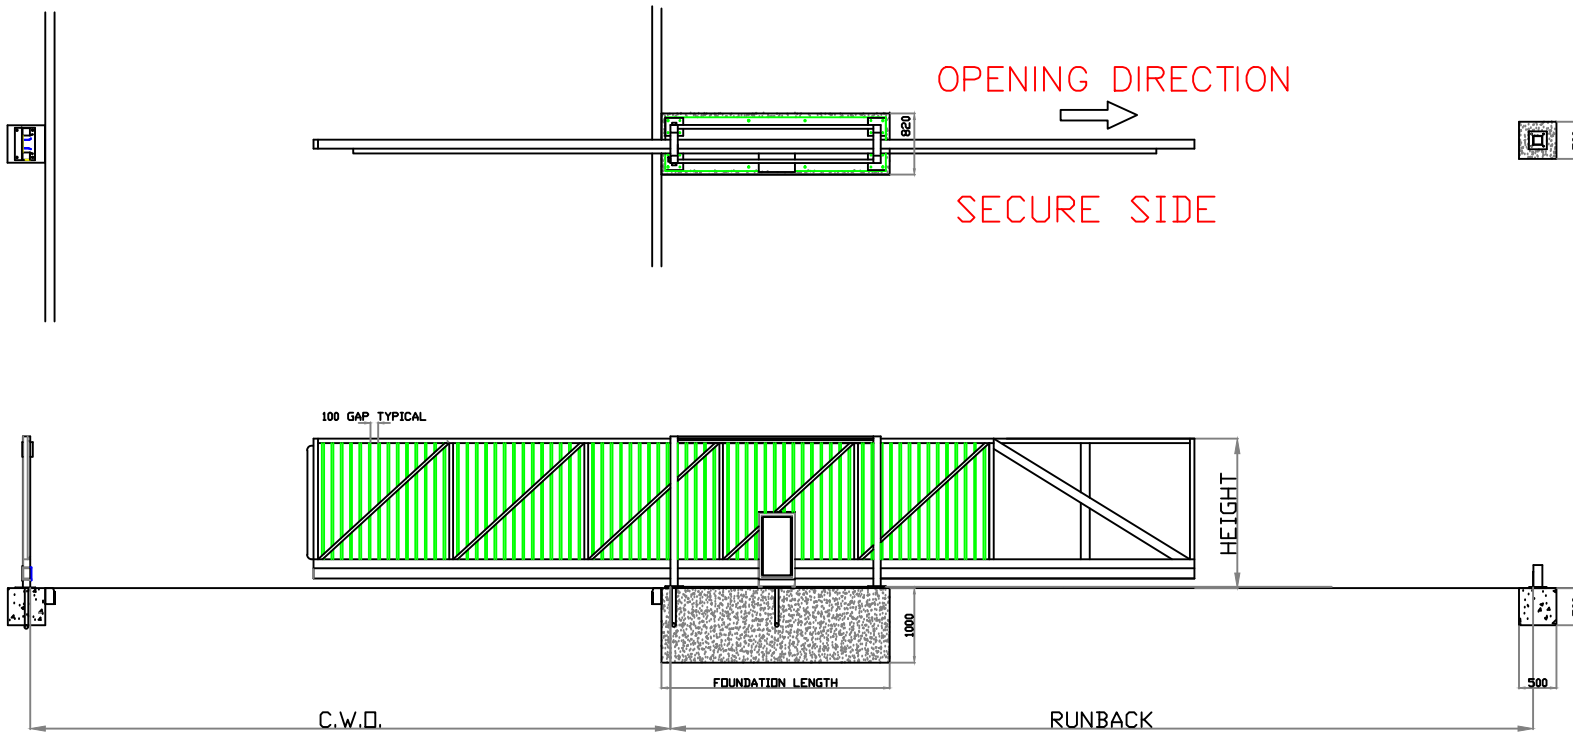 OPENING DIRECTION
820
SECURE SIDE
100 GAP TYPICAL
HEIGHT
1000
FOUNDATION LENGTH
500
C.W.O.
RUNBACK